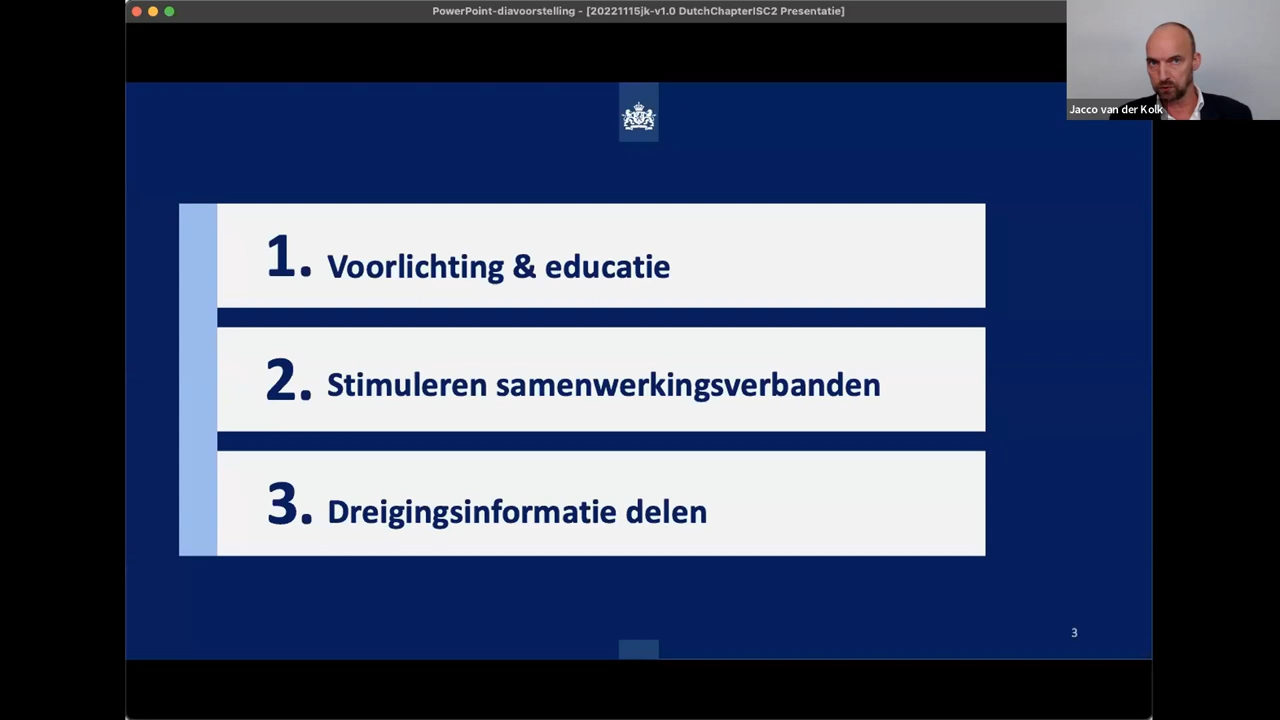 PowerPoint-diavoorstelling - [20221115jk-v1.0 DutchChapterISC2 Presentatie]
Jacco van der Kolk
1. Voorlichting & educatie
2. Stimuleren samenwerkingsverbanden
3. Dreigingsinformatie delen
3